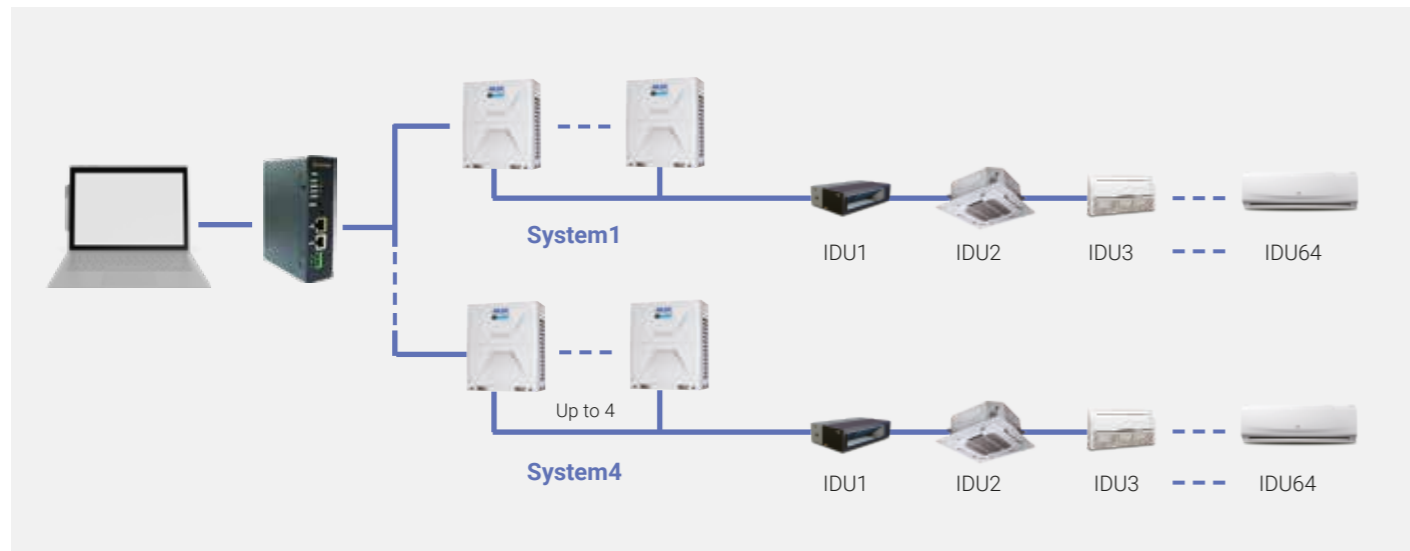 System1
IDU1 IDU2 IDU3 IDU64
Up to 4
System4
IDU1 IDU2 IDU3 IDU64